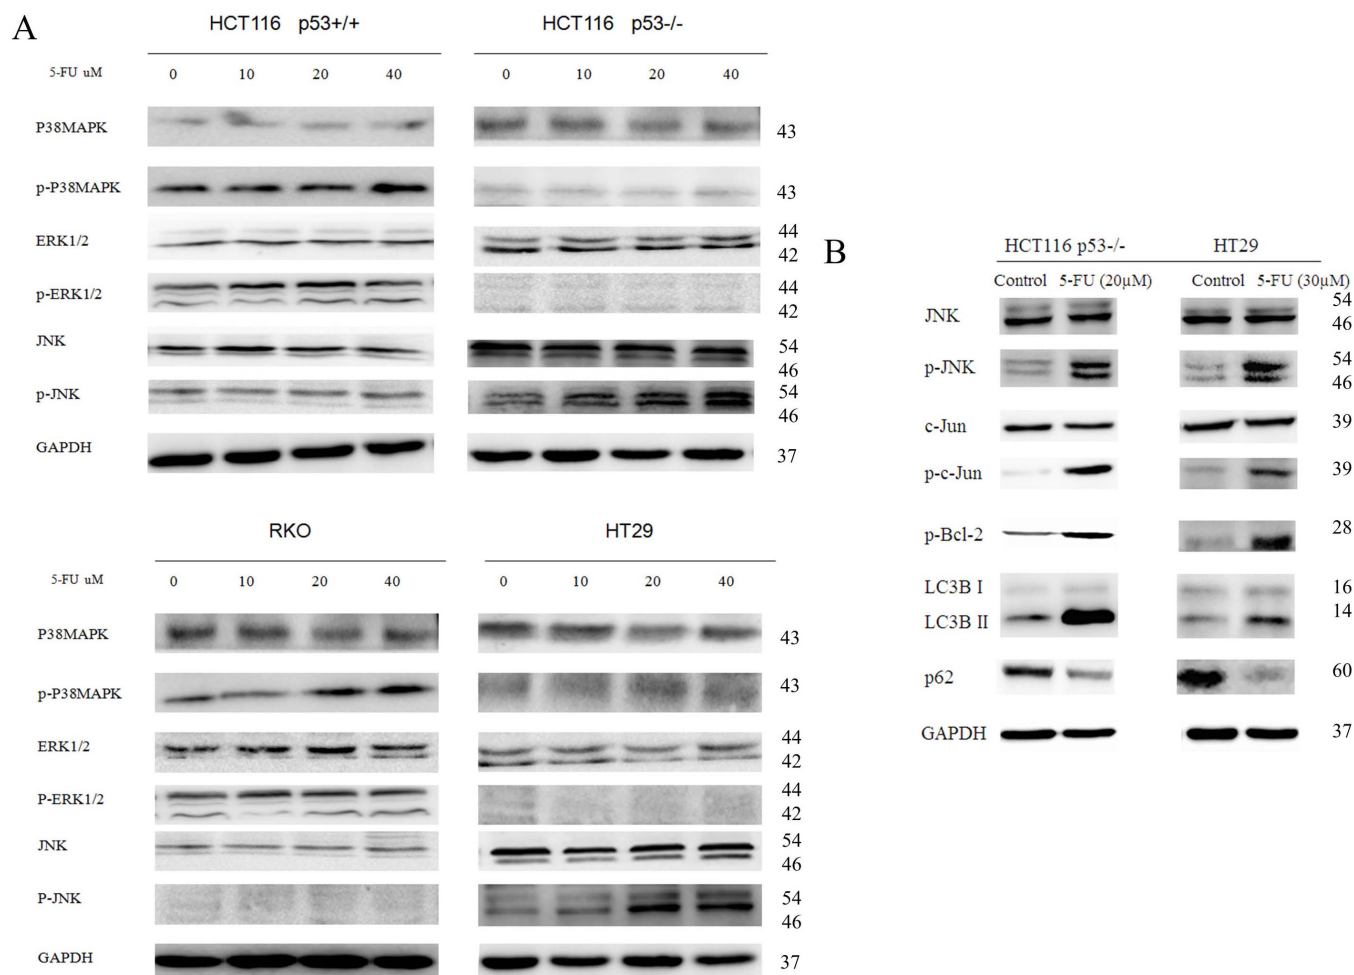 A
HCT116 p53+/+ HCT116 p53-/-
5-FU uM 0 10 20 40 0 10 20 40
P38MAPK 43
p-P38MAPK 43
ERK1/2 44
42
p-ERK1/2 44
42
JNK 54
46
p-JNK 54
46
GAPDH 37
RKO HT29
5-FU uM 0 10 20 40 0 10 20 40
P38MAPK 43
p-P38MAPK 43
ERK1/2 44
42
P-ERK1/2 44
42
JNK 54
46
P-JNK 54
46
GAPDH 37
B
HCT116 p53-/- HT29
Control 5-FU (20μM) Control 5-FU (30μM)
JNK 54
46
p-JNK 54
46
c-Jun 39
p-c-Jun 39
p-Bcl-2 28
LC3B I 16
LC3B II 14
p62 60
GAPDH 37